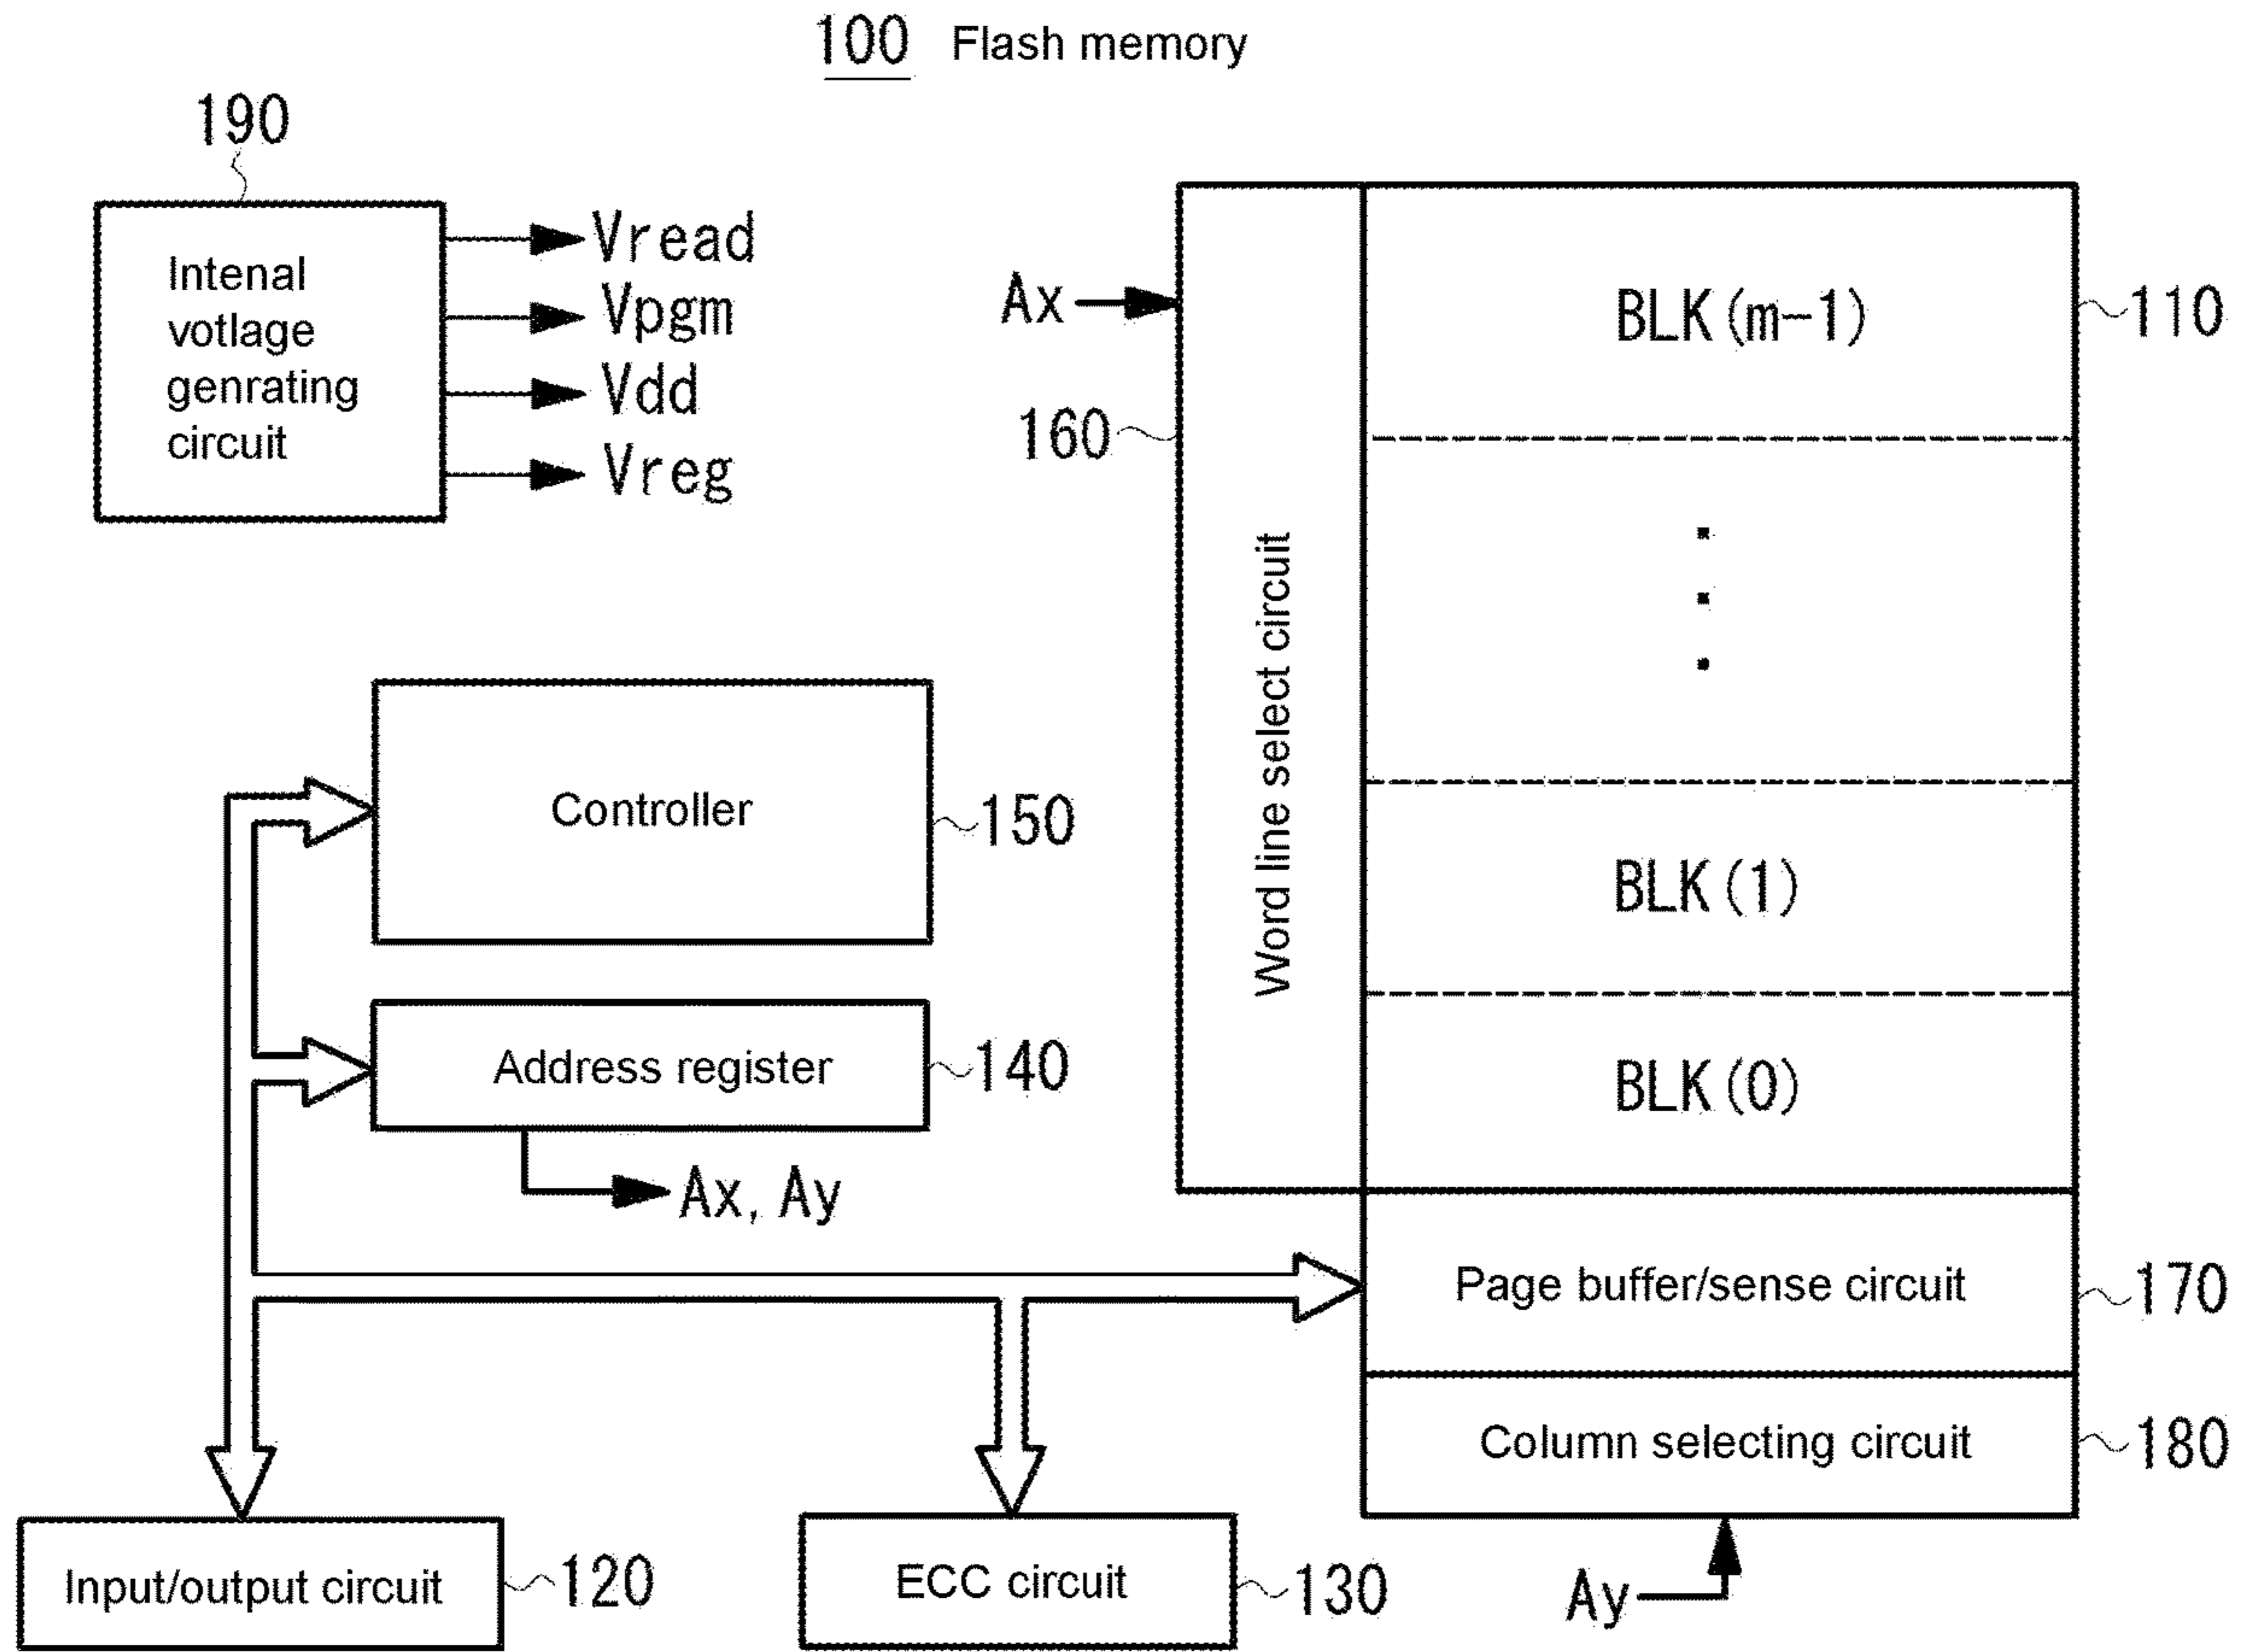 100 Flash memory
190
Intenal
votlage
genrating
circuit
Vread
Vpgm
Vdd
Vreg
Ax
160
Word line select circuit
BLK(m-1)
110
BLK(1)
BLK(0)
Controller
150
Address register
140
Ax, Ay
Page buffer/sense circuit
170
Column selecting circuit
180
Input/output circuit
120
ECC circuit
130
Ay